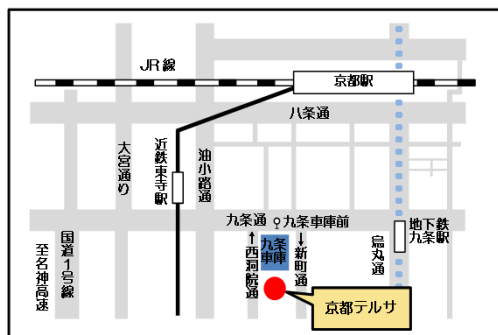 JR線
京都駅
八条通
大宮通り
近鉄東寺駅
油小路通
九条通
九条車庫前
地下鉄
九条駅
烏丸通
九条
車庫
↑西洞院通
↓新町通
国道1号線
至名神高速
京都テルサ